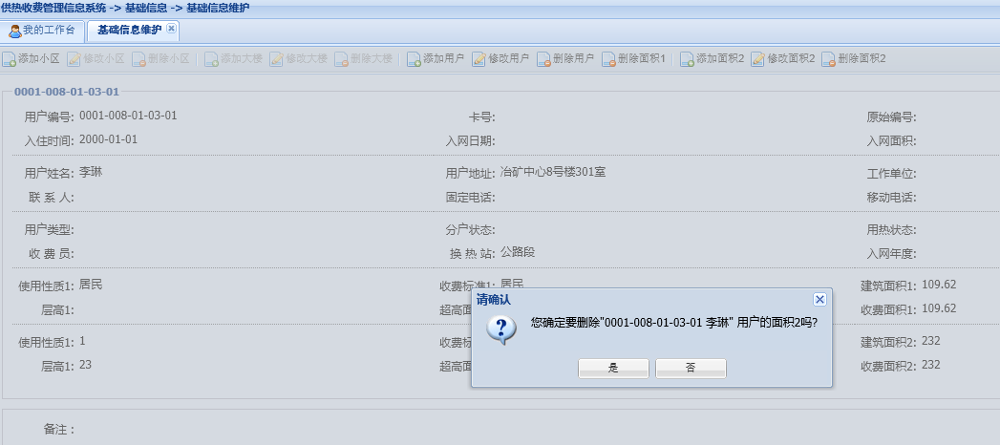 供热收费管理信息系统 -> 基础信息 -> 基础信息维护
我的工作台 基础信息维护
添加小区 修改小区 删除小区 添加大楼 修改大楼 删除大楼 添加用户 修改用户 删除用户 删除面积1 添加面积2 修改面积2 删除面积2
0001-008-01-03-01
用户编号: 0001-008-01-03-01 卡号: 原始编号:
入住时间: 2000-01-01 入网日期: 入网面积:
用户姓名: 李琳 用户地址: 冶矿中心8号楼301室 工作单位:
联 系 人: 固定电话: 移动电话:
用户类型: 分户状态: 用热状态:
收 费 员: 换 热 站: 公路段 入网年度:
使用性质1: 居民 收费标准1: 居民 建筑面积1: 109.62
层高1: 超高面 收费面积1: 109.62
使用性质1: 1 收费标 建筑面积2: 232
层高1: 23 超高面 收费面积2: 232
请确认
您确定要删除"0001-008-01-03-01 李琳" 用户的面积2吗?
是 否
备注：